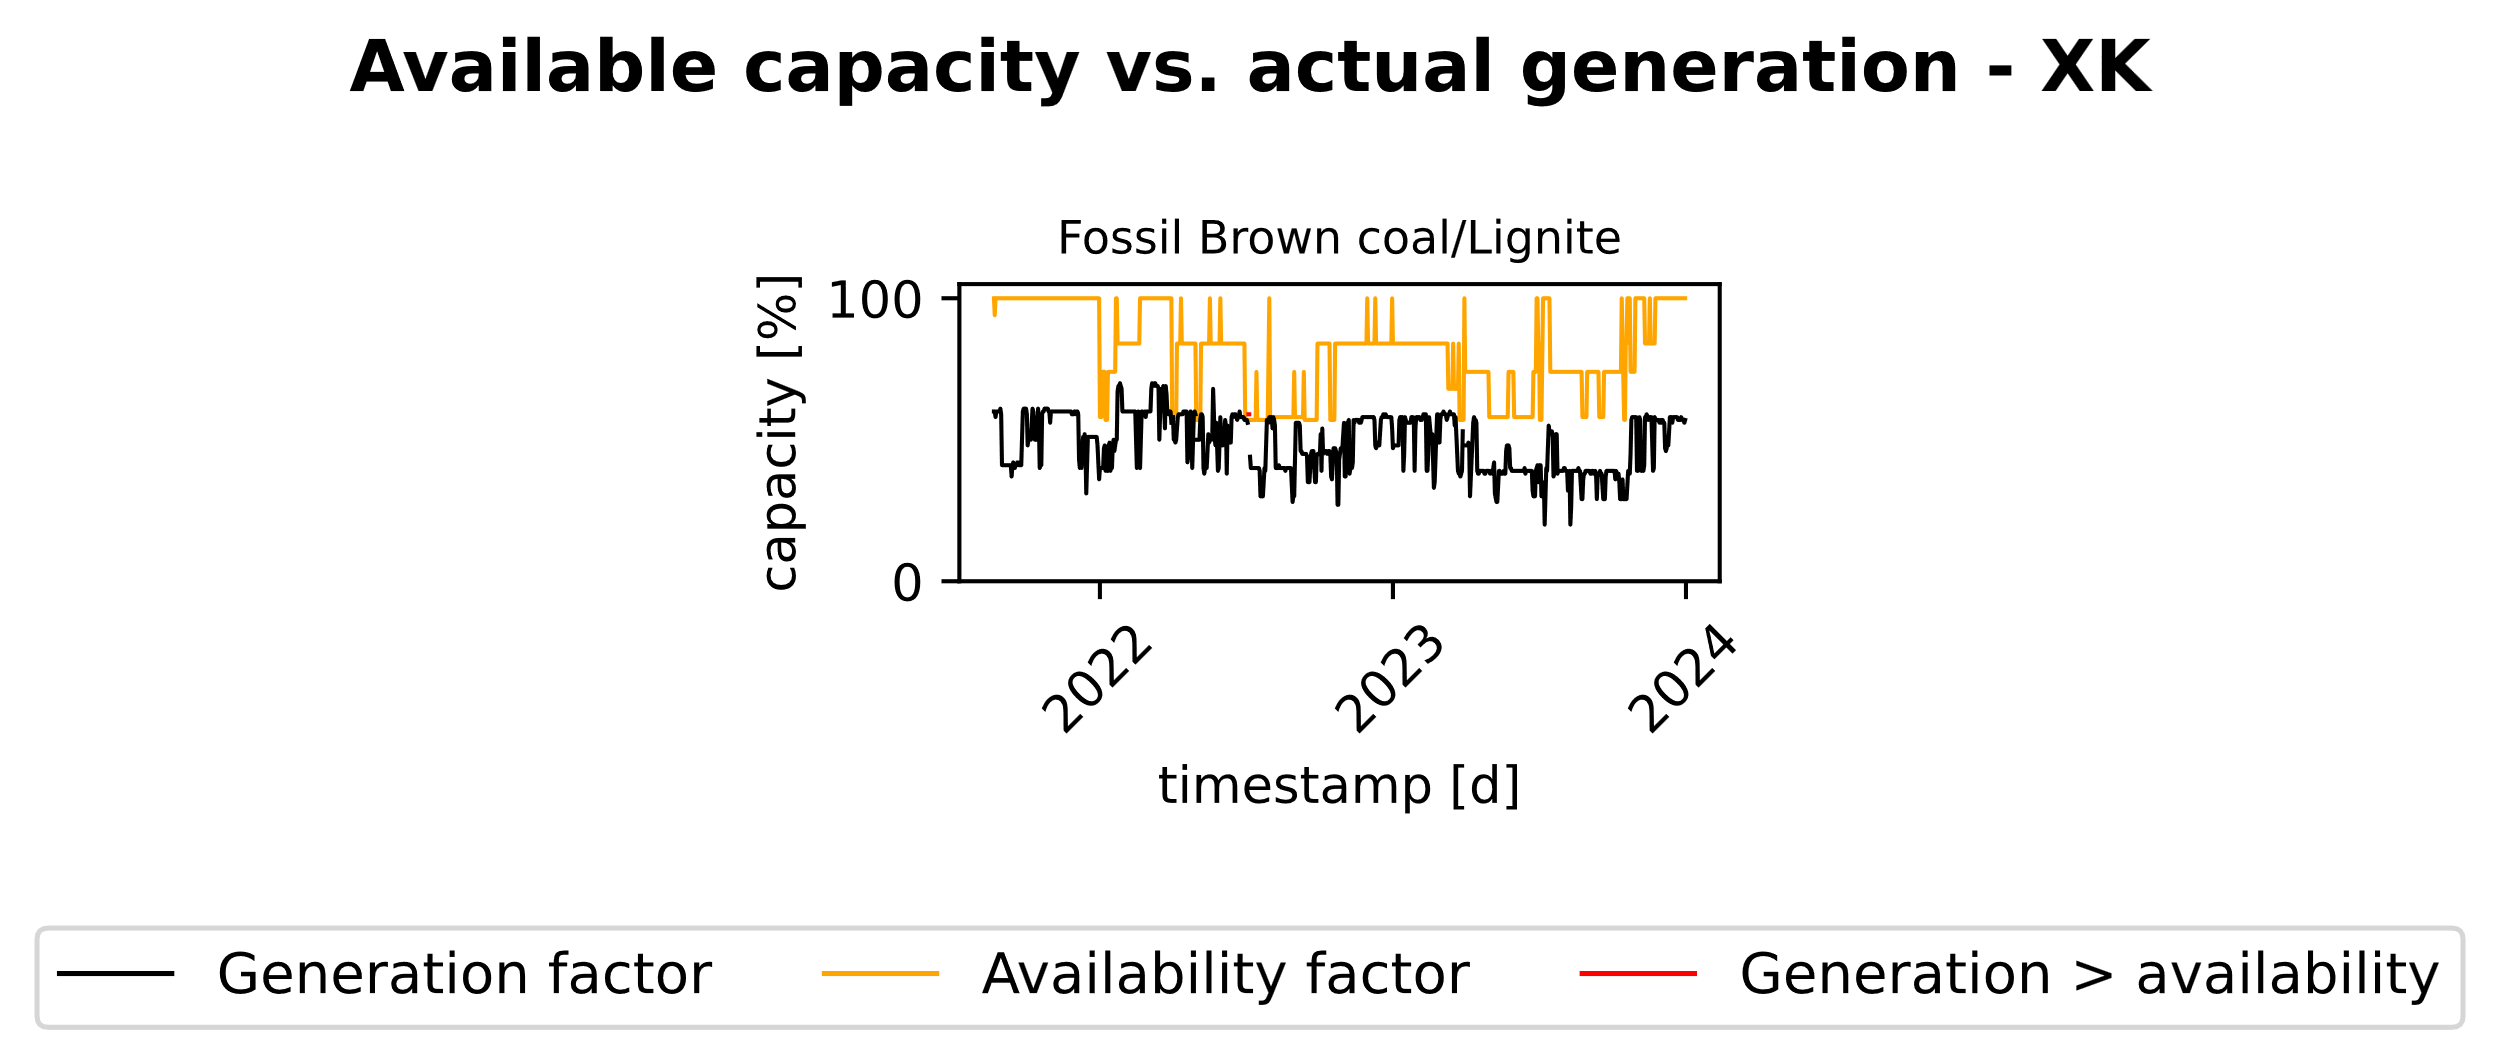 Available capacity vs. actual generation - XK
Fossil Brown coal/Lignite
capacity [%]
100
0
2022
2023
2024
timestamp [d]
Generation factor
Availability factor
Generation > availability